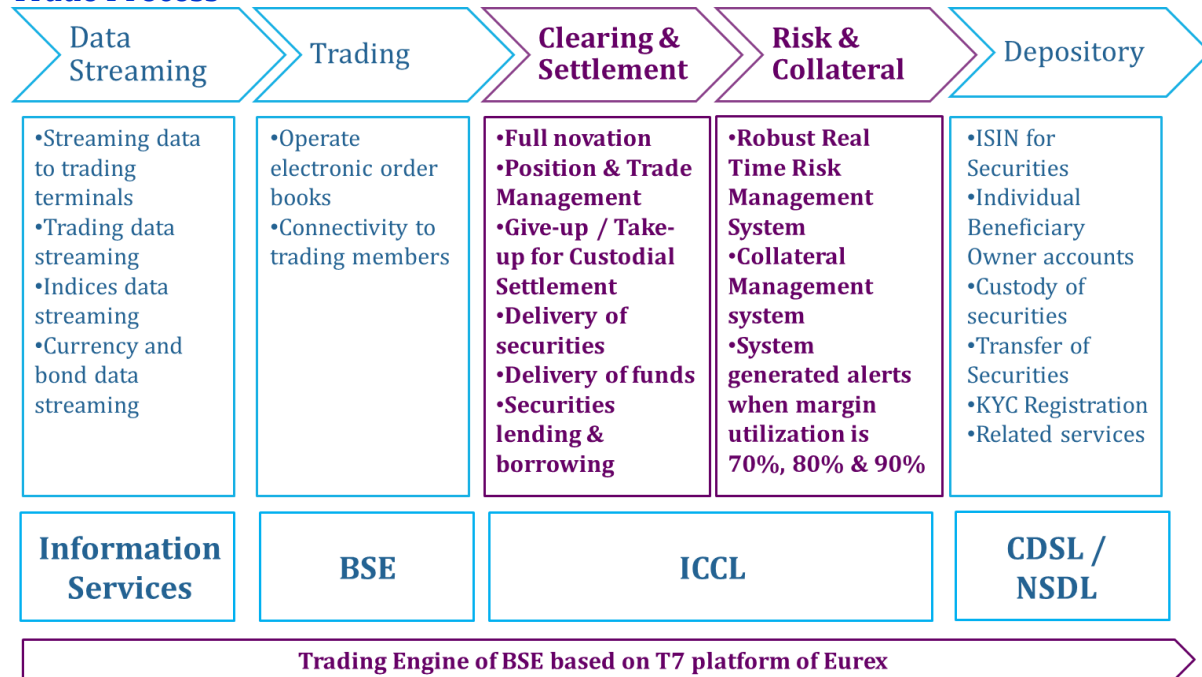 Trade Process
Data
Streaming
Trading
Clearing &
Settlement
Risk &
Collateral
Depository
•Streaming data
to trading
terminals
•Trading data
streaming
•Indices data
streaming
•Currency and
bond data
streaming
•Operate
electronic order
books
•Connectivity to
trading members
•Full novation
•Position & Trade
Management
•Give-up / Take-
up for Custodial
Settlement
•Delivery of
securities
•Delivery of funds
•Securities
lending &
borrowing
•Robust Real
Time Risk
Management
System
•Collateral
Management
system
•System
generated alerts
when margin
utilization is
70%, 80% & 90%
•ISIN for
Securities
•Individual
Beneficiary
Owner accounts
•Custody of
securities
•Transfer of
Securities
•KYC Registration
•Related services
Information
Services
BSE
ICCL
CDSL /
NSDL
Trading Engine of BSE based on T7 platform of Eurex